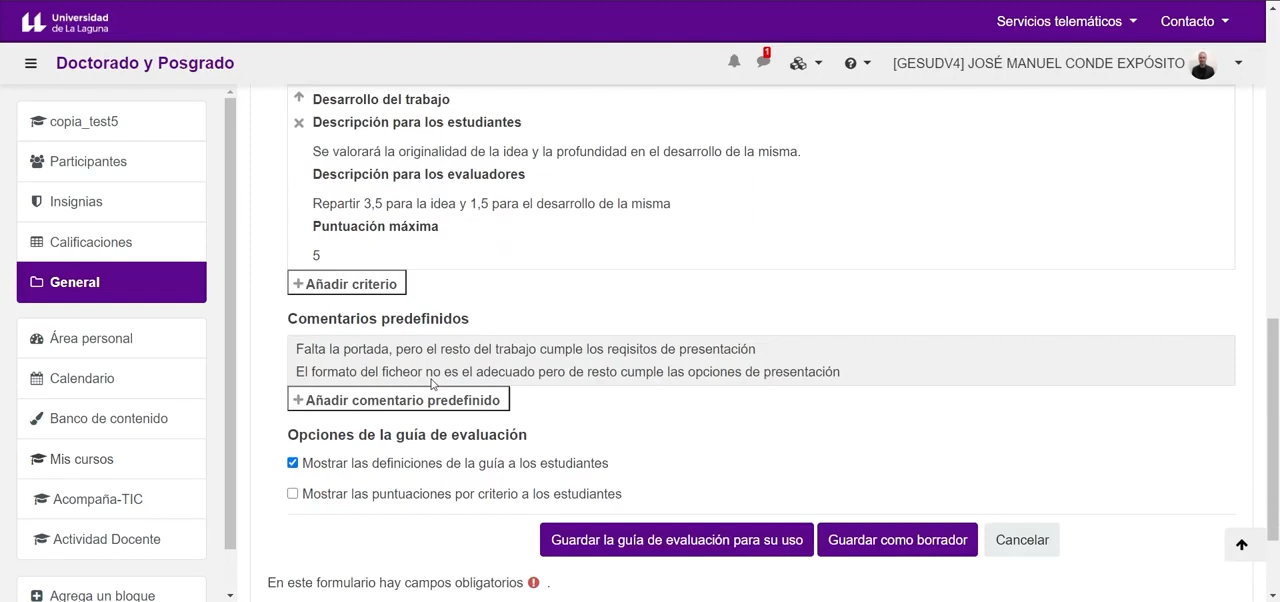 Universidad
de La Laguna
Servicios telemáticos
Contacto
Doctorado y Posgrado
1
[GESUDV4] JOSÉ MANUEL CONDE EXPÓSITO
copia_test5
Participantes
Insignias
Calificaciones
General
Área personal
Calendario
Banco de contenido
Mis cursos
Acompaña-TIC
Actividad Docente
Agrega un bloque
Desarrollo del trabajo
Descripción para los estudiantes
Se valorará la originalidad de la idea y la profundidad en el desarrollo de la misma.
Descripción para los evaluadores
Repartir 3,5 para la idea y 1,5 para el desarrollo de la misma
Puntuación máxima
5
+Añadir criterio
Comentarios predefinidos
Falta la portada, pero el resto del trabajo cumple los reqisitos de presentación
El formato del ficheor no es el adecuado pero de resto cumple las opciones de presentación
+Añadir comentario predefinido
Opciones de la guía de evaluación
Mostrar las definiciones de la guía a los estudiantes
Mostrar las puntuaciones por criterio a los estudiantes
Guardar la guía de evaluación para su uso
Guardar como borrador
Cancelar
En este formulario hay campos obligatorios .